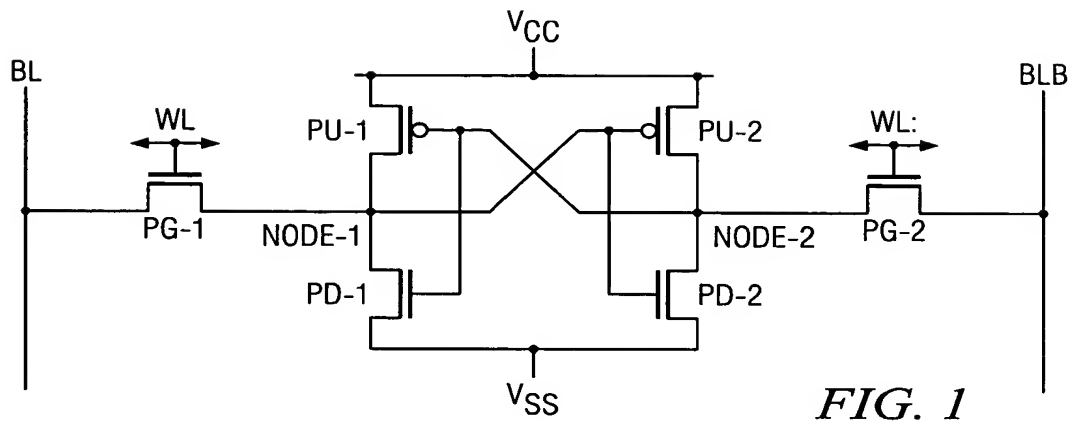 VCC
BL
BLB
WL
PU-1
PU-2
WL:
PG-1
NODE-1
NODE-2
PG-2
PD-1
PD-2
VSS
FIG. 1